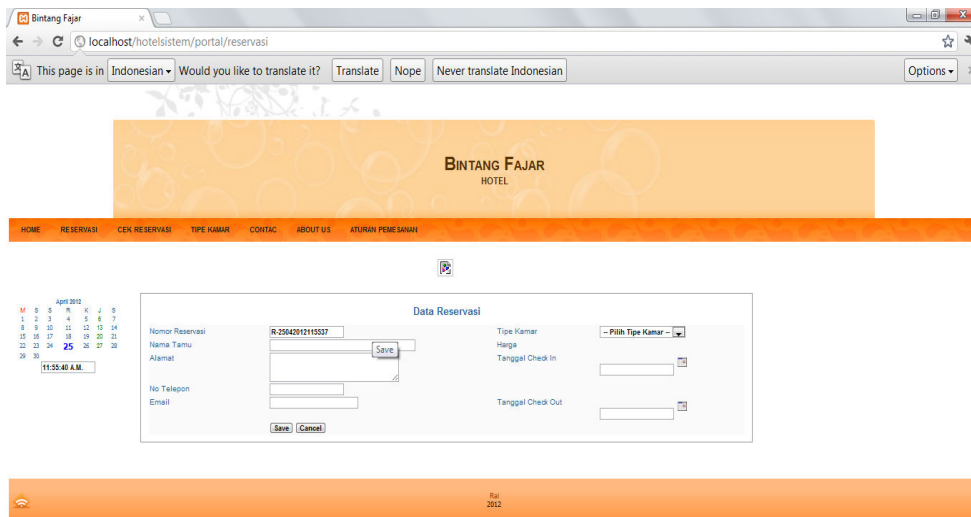 Bintang Fajar
localhost/hotelsistem/portal/reservasi
This page is in Indonesian Would you like to translate it? Translate Nope Never translate Indonesian Options
BINTANG FAJAR
HOTEL
HOME RESERVASI CEK RESERVASI TIPE KAMAR CONTAC ABOUT US ATURAN PEMESANAN
April 2012
M S S R K J S
1 2 3 4 5 6 7
8 9 10 11 12 13 14
15 16 17 18 19 20 21
22 23 24 25 26 27 28
29 30
11:55:40 A.M.
Data Reservasi
Nomor Reservasi R-25042012115537
Nama Tamu
Save
Alamat
No Telepon
Email
Save Cancel
Tipe Kamar -- Pilih Tipe Kamar --
Harga
Tanggal Check In
Tanggal Check Out
Rai
2012